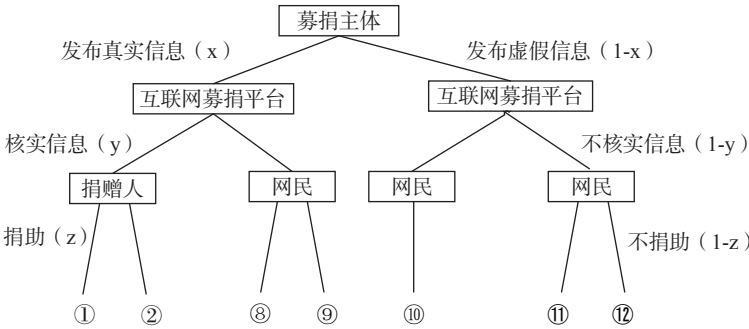 募捐主体
发布真实信息（x）
发布虚假信息（1-x）
互联网募捐平台
互联网募捐平台
核实信息（y）
不核实信息（1-y）
捐赠人
网民
网民
网民
捐助（z）
不捐助（1-z）
① ② ⑧ ⑨ ⑩ ⑪ ⑫